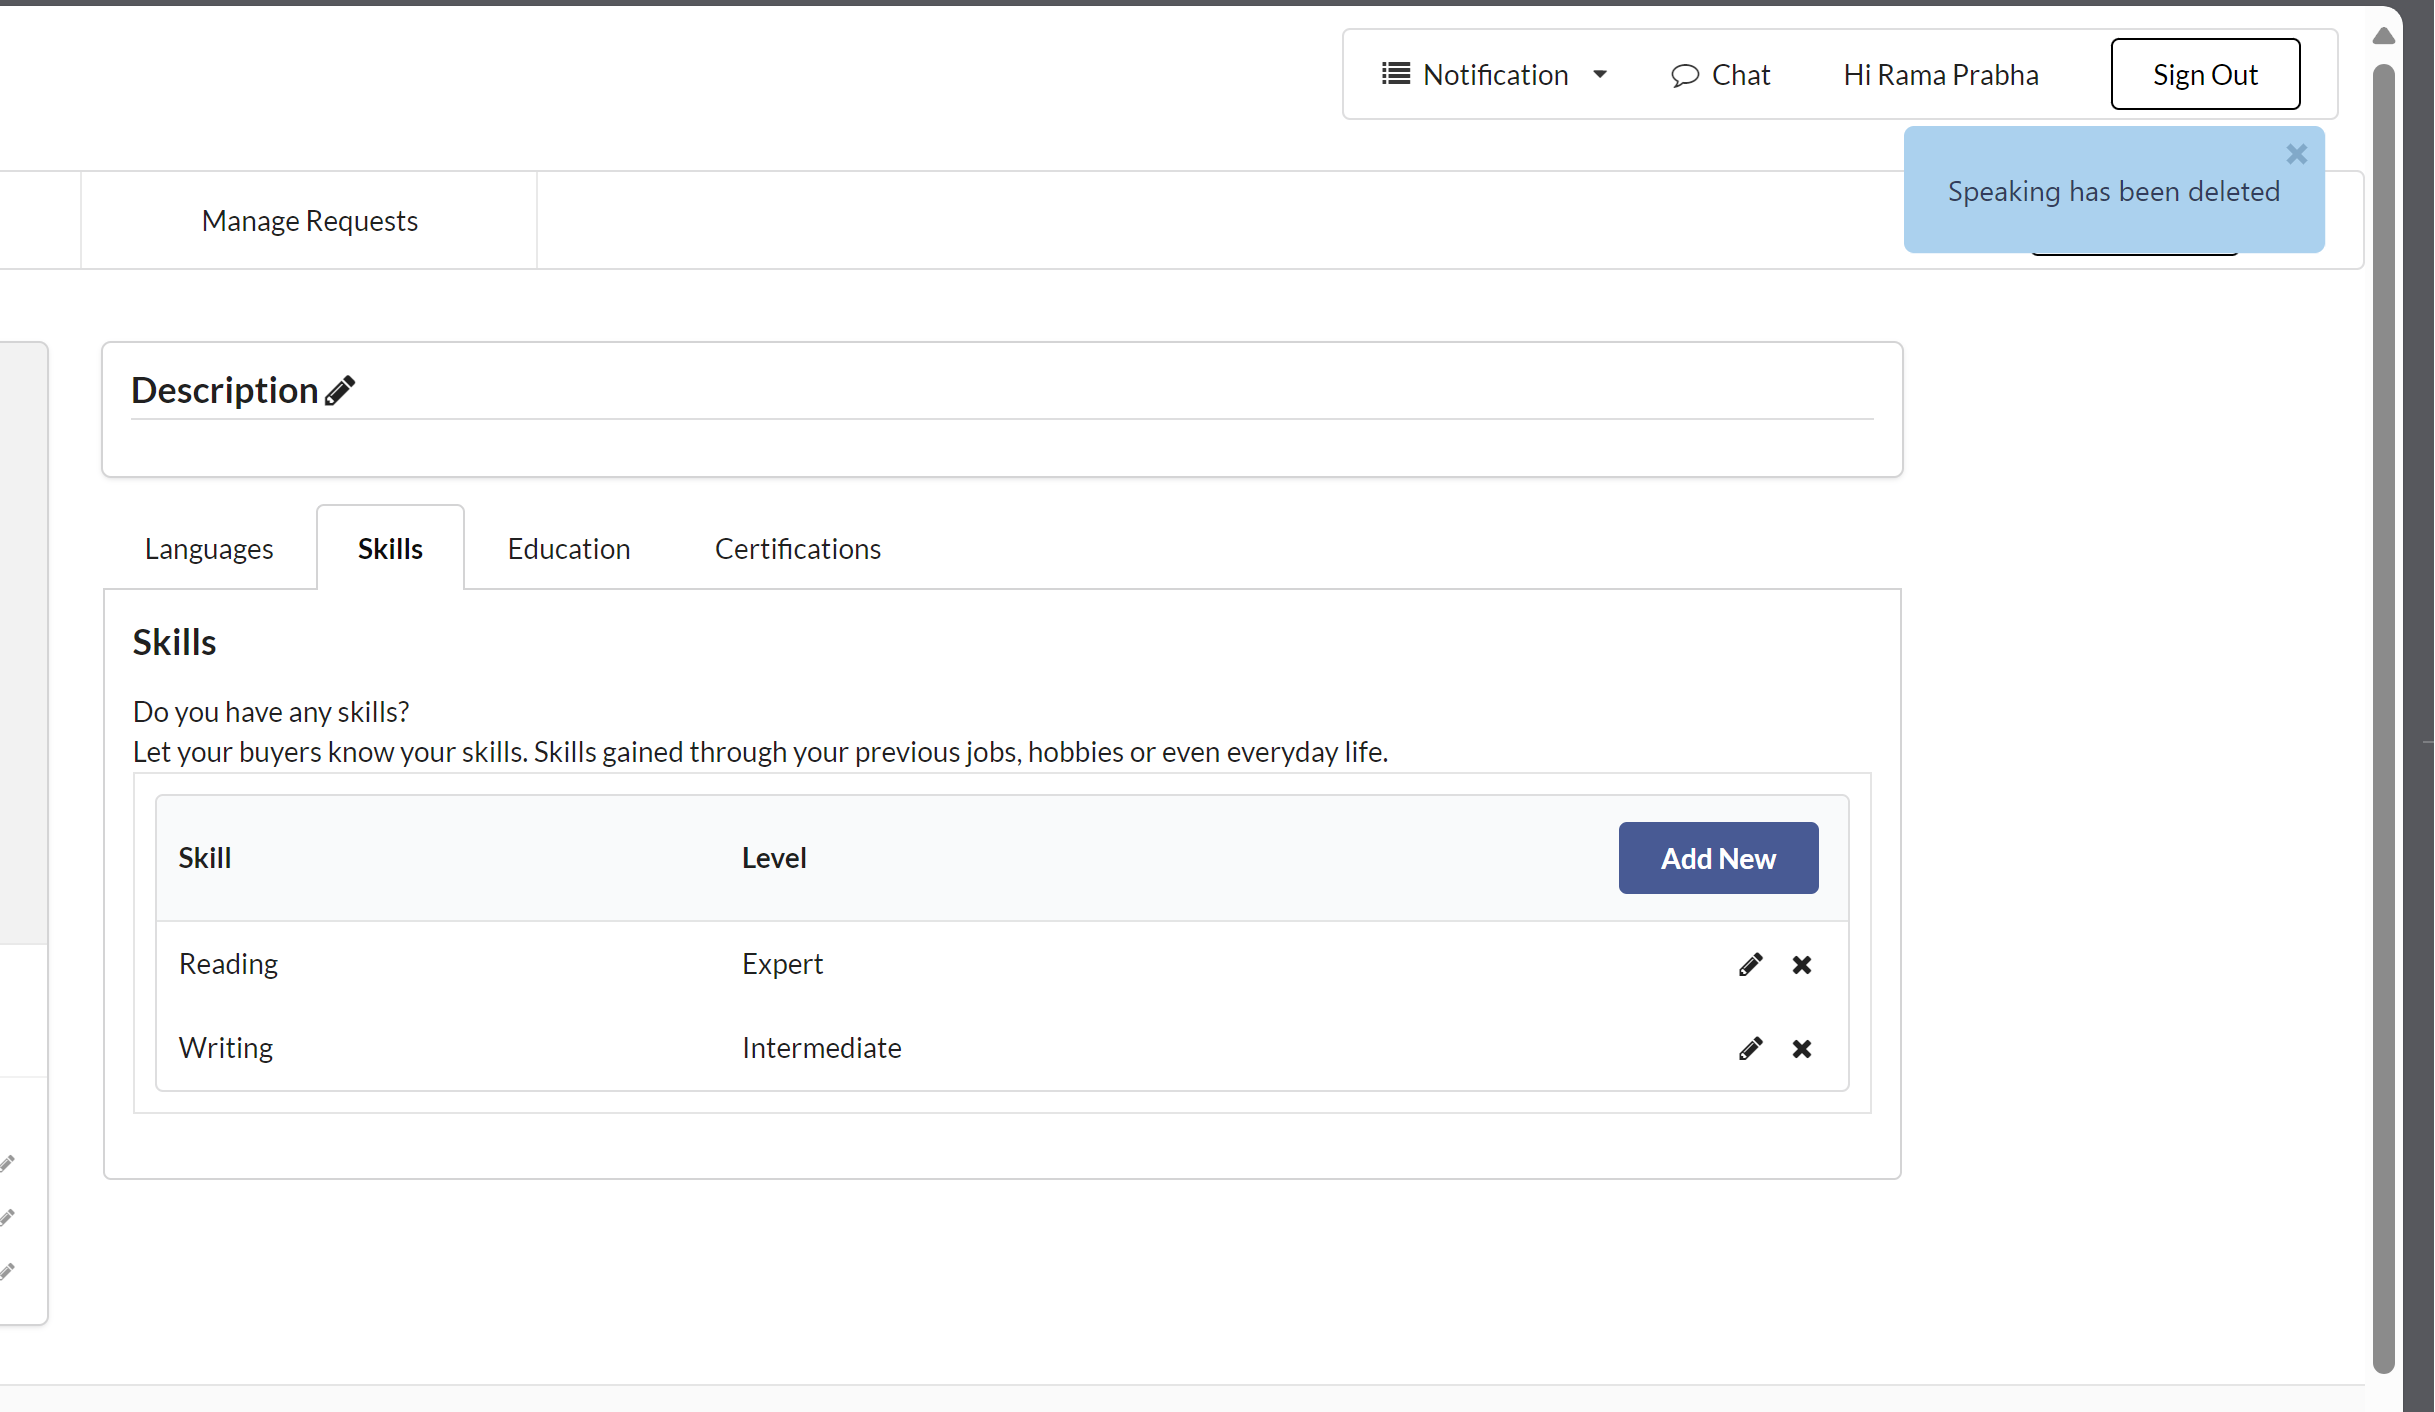 Notification
Chat
Hi Rama Prabha
Sign Out
Speaking has been deleted
Manage Requests
Description
Languages
Skills
Education
Certifications
Skills
Do you have any skills?
Let your buyers know your skills. Skills gained through your previous jobs, hobbies or even everyday life.
Skill
Level
Add New
Reading
Expert
Writing
Intermediate